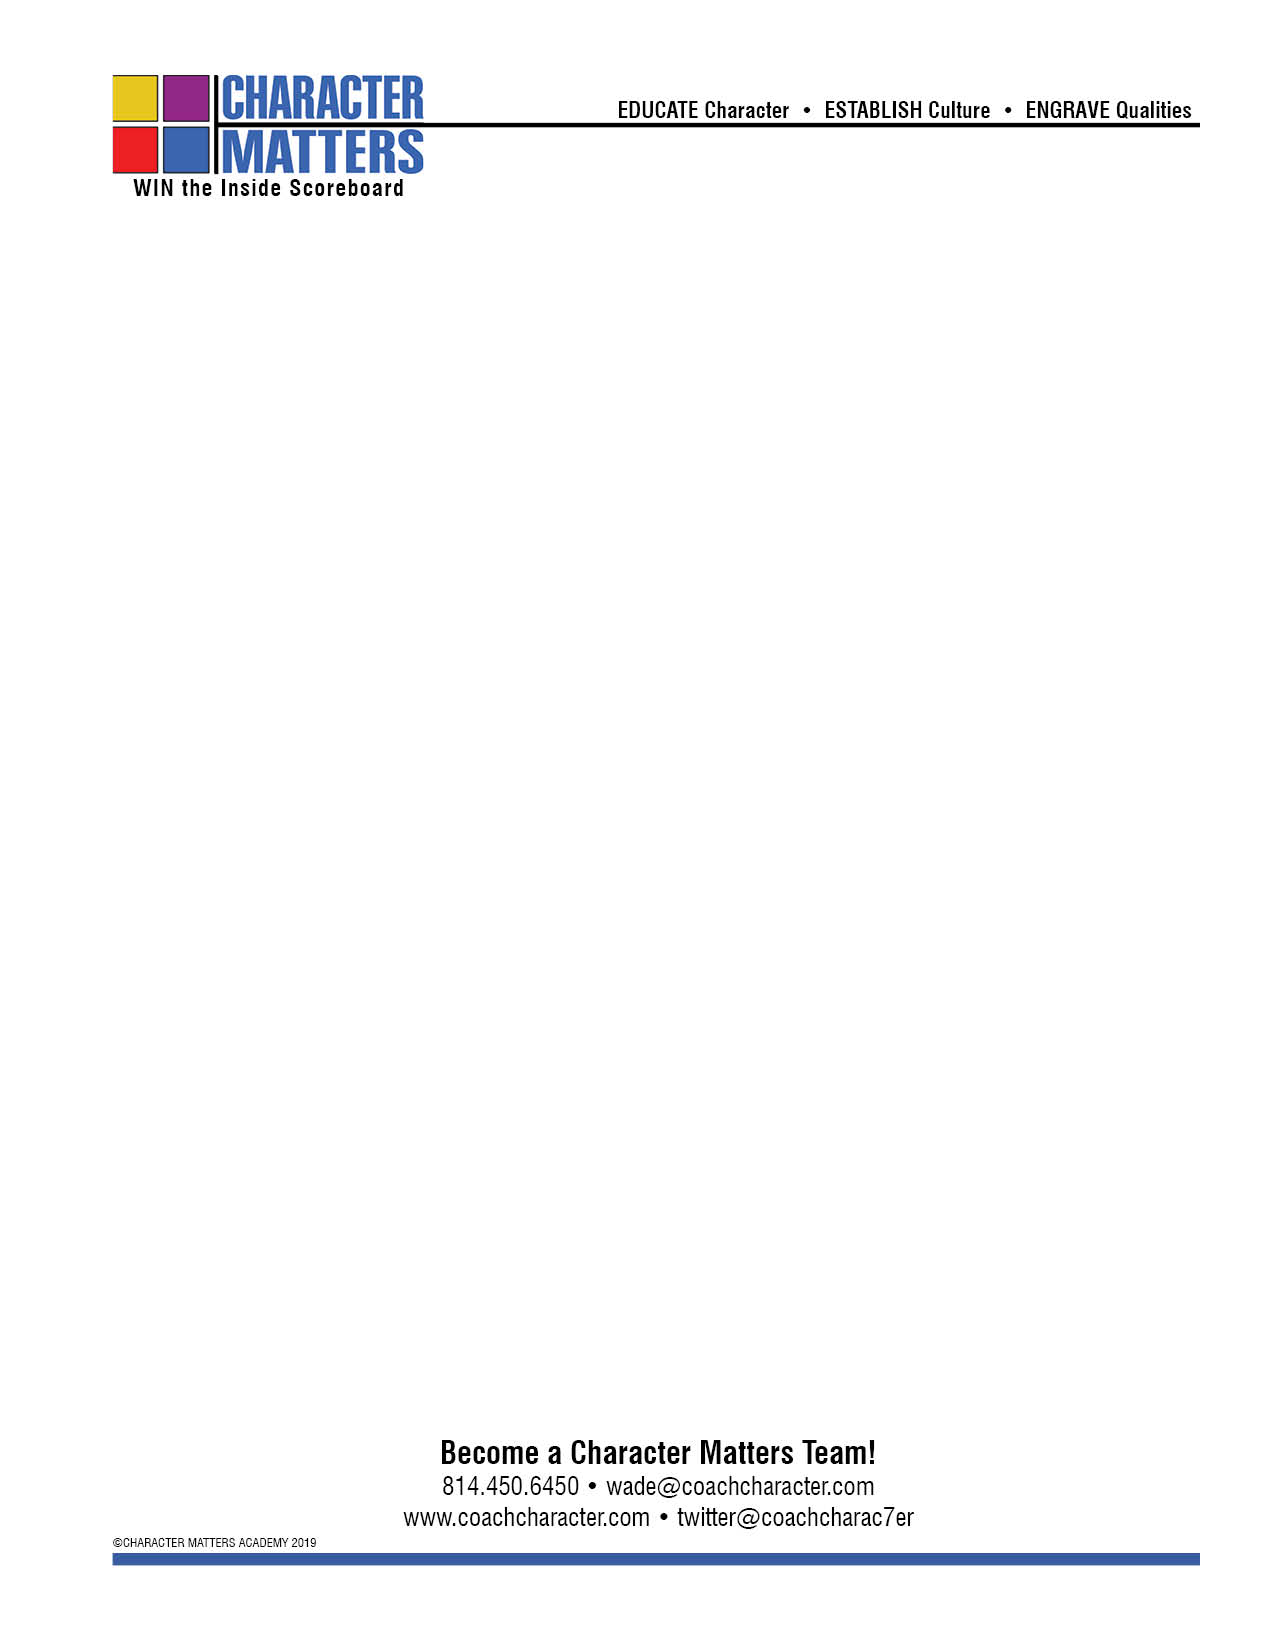 CHARACTER
MATTERS
WIN the Inside Scoreboard
EDUCATE Character • ESTABLISH Culture • ENGRAVE Qualities
Become a Character Matters Team!
814.450.6450 • wade@coachcharacter.com
www.coachcharacter.com • twitter@coachcharac7er
©CHARACTER MATTERS ACADEMY 2019